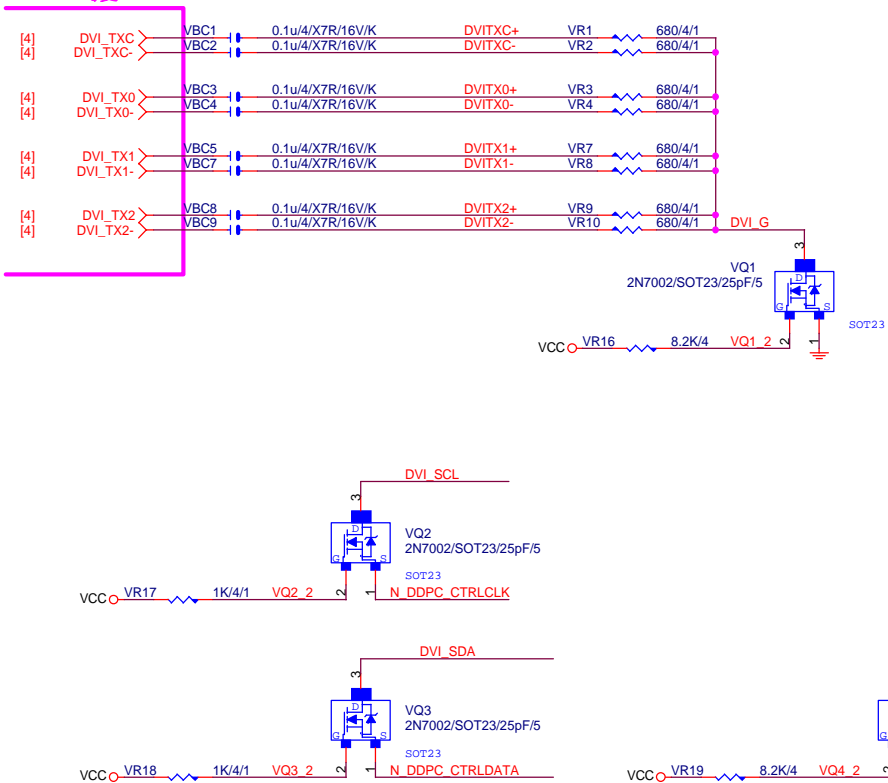 VBC1 0.1u/4/X7R/16V/K DVITXC+ VR1 680/4/1
[4] DVI_TXC
VBC2 0.1u/4/X7R/16V/K DVITXC- VR2 680/4/1
[4] DVI_TXC-
VBC3 0.1u/4/X7R/16V/K DVITX0+ VR3 680/4/1
[4] DVI_TX0
VBC4 0.1u/4/X7R/16V/K DVITX0- VR4 680/4/1
[4] DVI_TX0-
VBC5 0.1u/4/X7R/16V/K DVITX1+ VR7 680/4/1
[4] DVI_TX1
VBC7 0.1u/4/X7R/16V/K DVITX1- VR8 680/4/1
[4] DVI_TX1-
VBC8 0.1u/4/X7R/16V/K DVITX2+ VR9 680/4/1
[4] DVI_TX2
VBC9 0.1u/4/X7R/16V/K DVITX2- VR10 680/4/1 DVI_G
[4] DVI_TX2-
3
VQ1
2N7002/SOT23/25pF/5
D
G S
SOT23
VCC VR16 8.2K/4 VQ1_2 2 1
DVI_SCL
3
D
VQ2
2N7002/SOT23/25pF/5
G S
SOT23
VCC VR17 1K/4/1 VQ2_2 2 1 N_DDPC_CTRLCLK
DVI_SDA
3
D
VQ3
2N7002/SOT23/25pF/5
G S
G
SOT23
VCC VR18 1K/4/1 VQ3_2 2 1 N_DDPC_CTRLDATA
VCC VR19 8.2K/4 VQ4_2